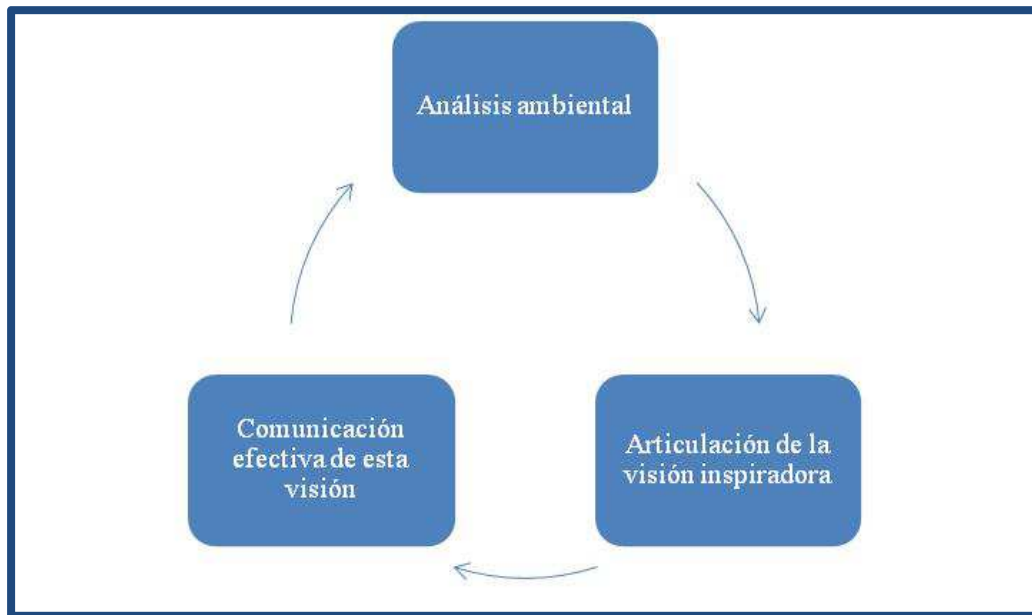 Análisis ambiental
Articulación de la
visión inspiradora
Comunicación
efectiva de esta
visión